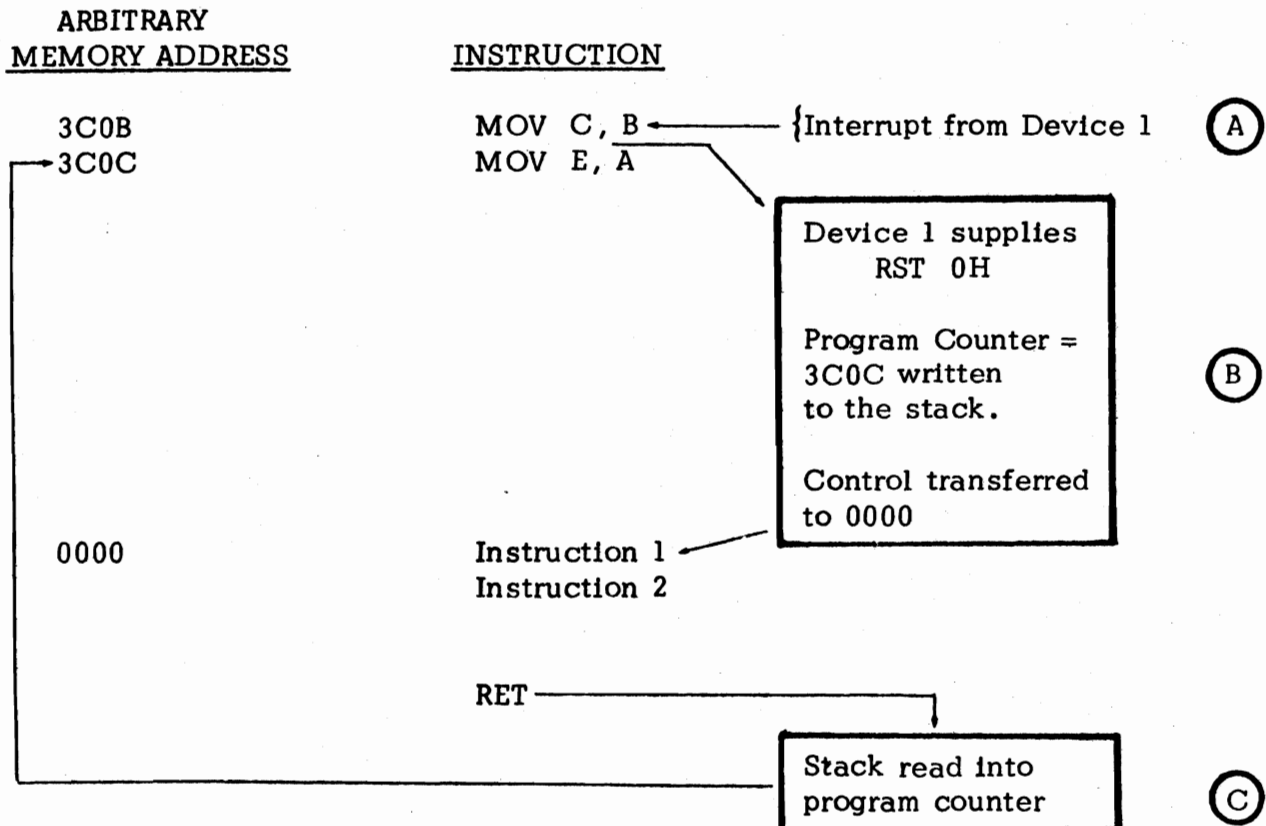 ARBITRARY
MEMORY ADDRESS INSTRUCTION
3C0B MOV C, B {Interrupt from Device 1 A
3C0C MOV E, A
Device 1 supplies
RST 0H
Program Counter =
3C0C written B
to the stack.
Control transferred
to 0000
0000 Instruction 1
Instruction 2
RET
Stack read into
program counter C